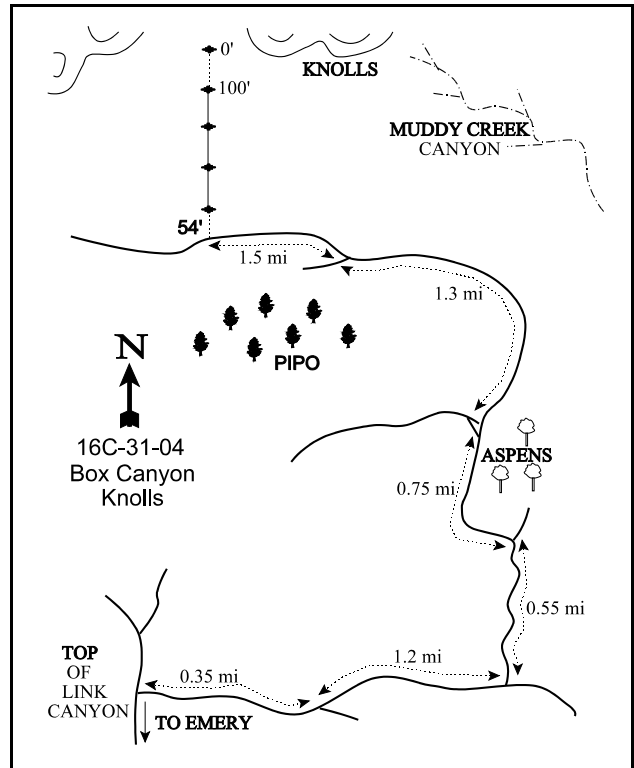 0'
KNOLLS
100'
MUDDY CREEK
CANYON
54'
1.5 mi
1.3 mi
N
PIPO
16C-31-04
Box Canyon
Knolls
ASPENS
0.75 mi
0.55 mi
TOP
OF
LINK
CANYON
0.35 mi
1.2 mi
TO EMERY